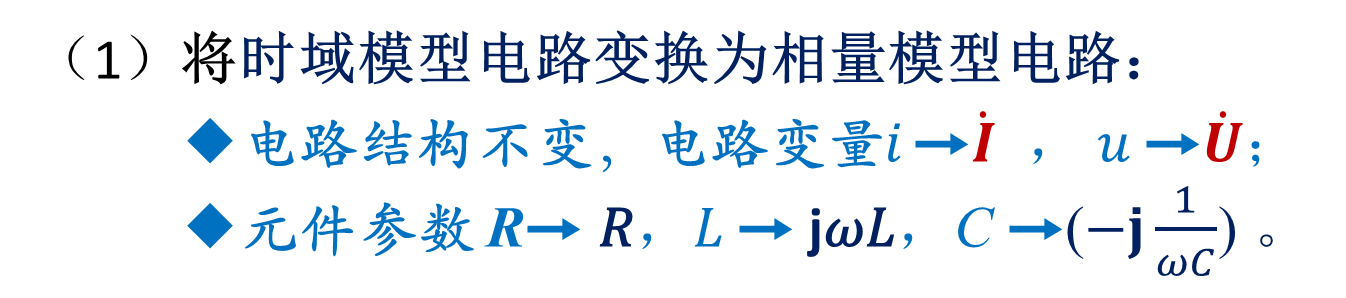 （1）将时域模型电路变换为相量模型电路：
◆电路结构不变，电路变量i→İ ， u→U̇；
◆元件参数R→ R，L → jωL，C →(−j 1/ωC) 。